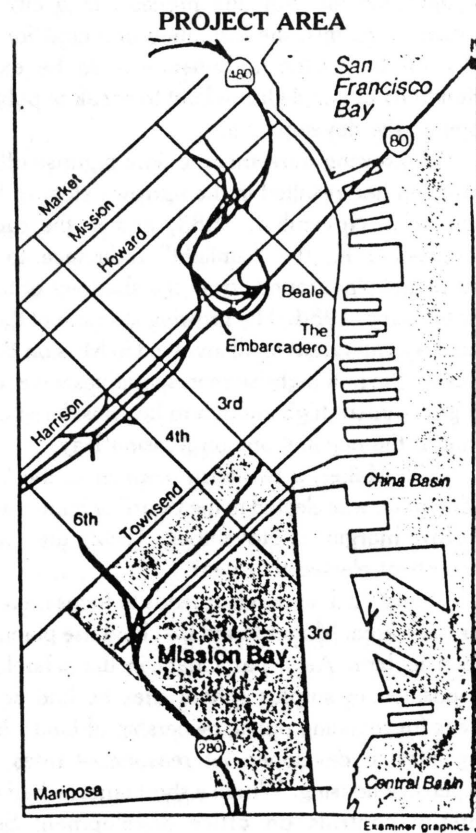 PROJECT AREA
480
San
Francisco
Bay
80
Market
Mission
Howard
Beale
The
Embarcadero
Harrison
3rd
4th
6th
Townsend
China Basin
3rd
Mission Bay
280
Mariposa
Central Basin
Examiner graphics